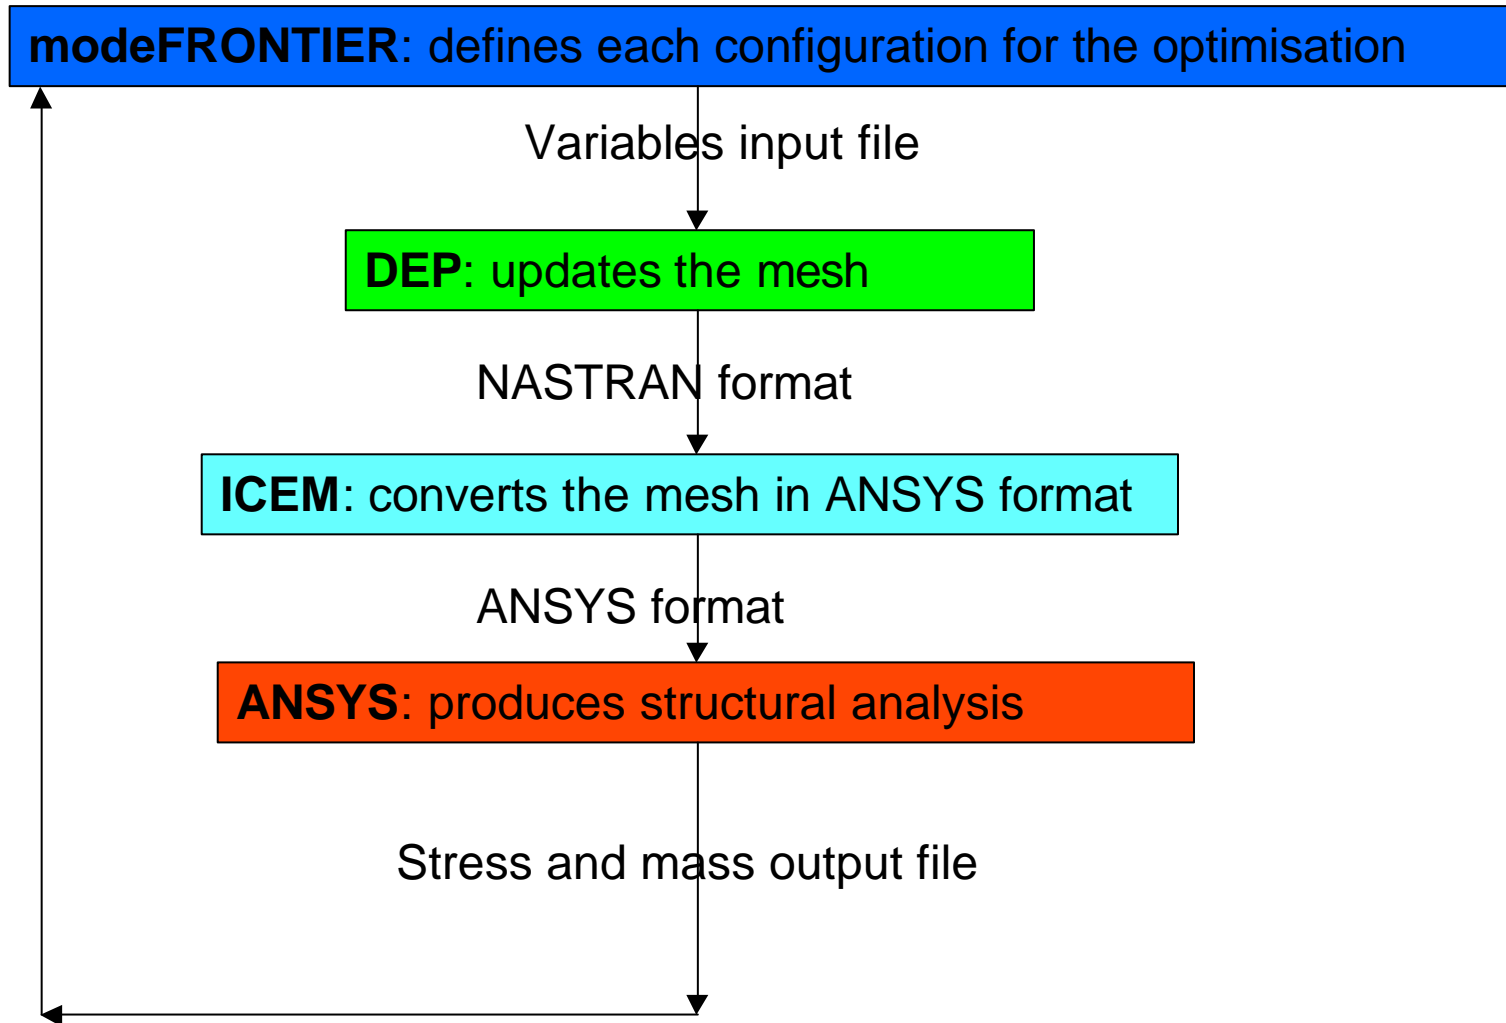 modeFRONTIER: defines each configuration for the optimisation
Variables input file
DEP: updates the mesh
NASTRAN format
ICEM: converts the mesh in ANSYS format
ANSYS format
ANSYS: produces structural analysis
Stress and mass output file